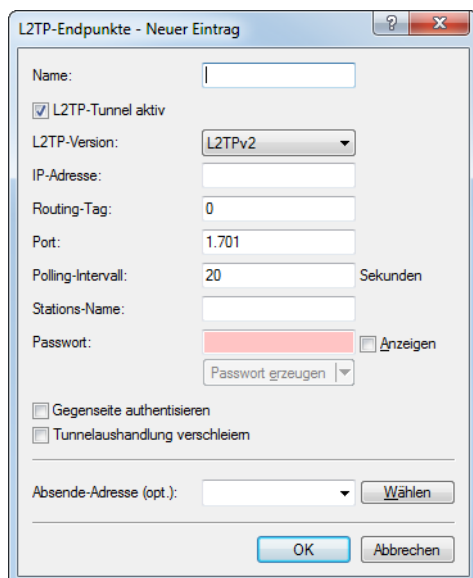 L2TP-Endpunkte - Neuer Eintrag
Name:
L2TP-Tunnel aktiv
L2TP-Version: L2TPv2
IP-Adresse:
Routing-Tag: 0
Port: 1.701
Polling-Intervall: 20 Sekunden
Stations-Name:
Passwort: Anzeigen
Passwort erzeugen
Gegenseite authentisieren
Tunnelaushandlung verschleiern
Absende-Adresse (opt.): Wählen
OK Abbrechen